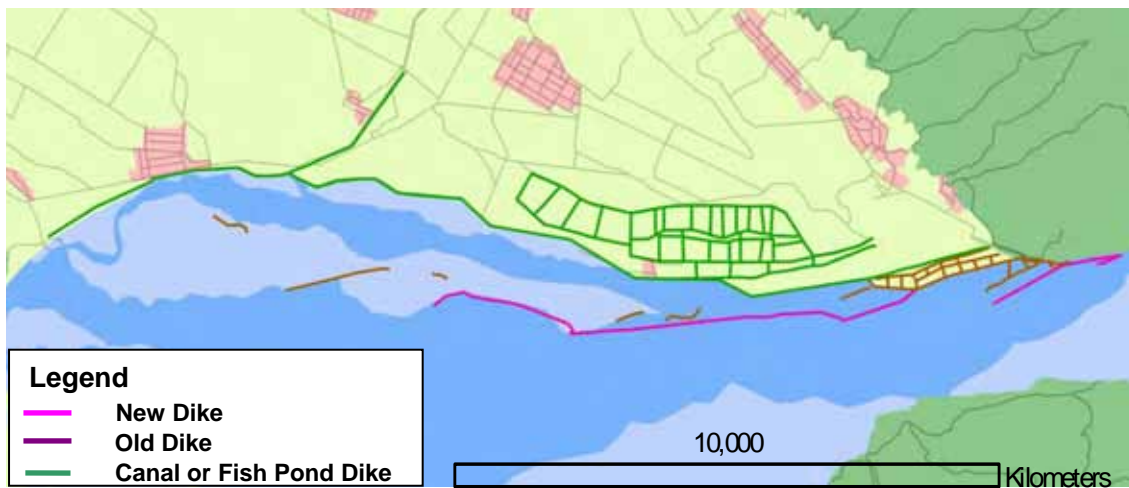 Legend
New Dike
Old Dike
Canal or Fish Pond Dike
10,000
Kilometers